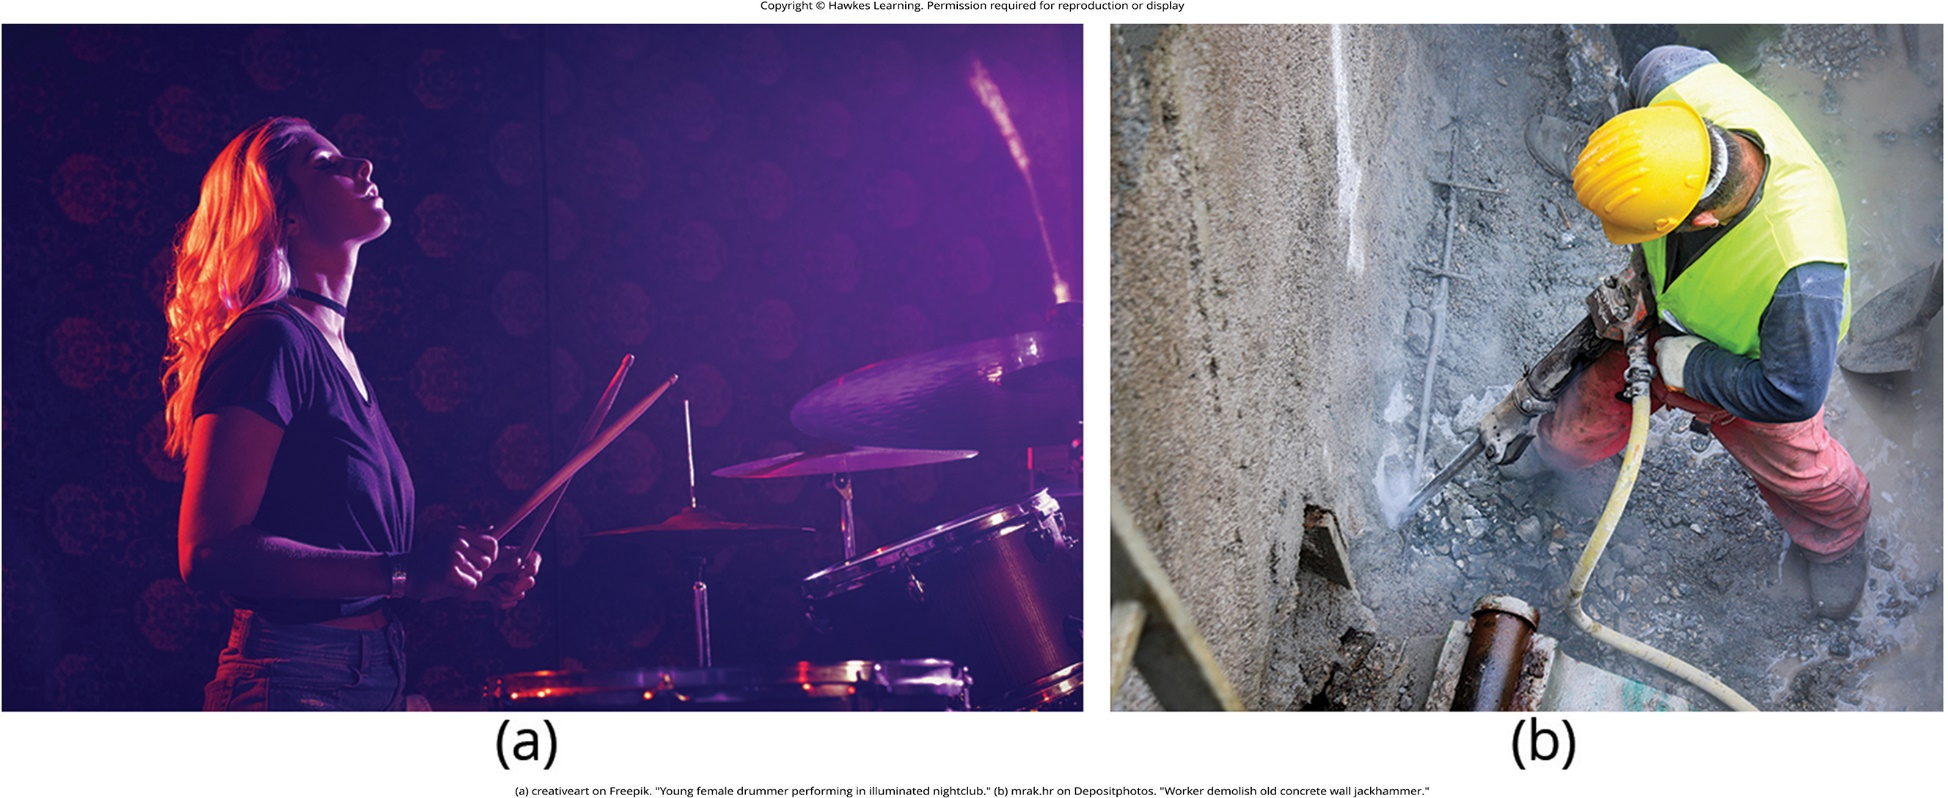 Copyright © Hawkes Learning. Permission required for reproduction or display
(a)
(b)
(a) creativeart on Freepik. "Young female drummer performing in illuminated nightclub." (b) mrak.hr on Depositphotos. "Worker demolish old concrete wall jackhammer."